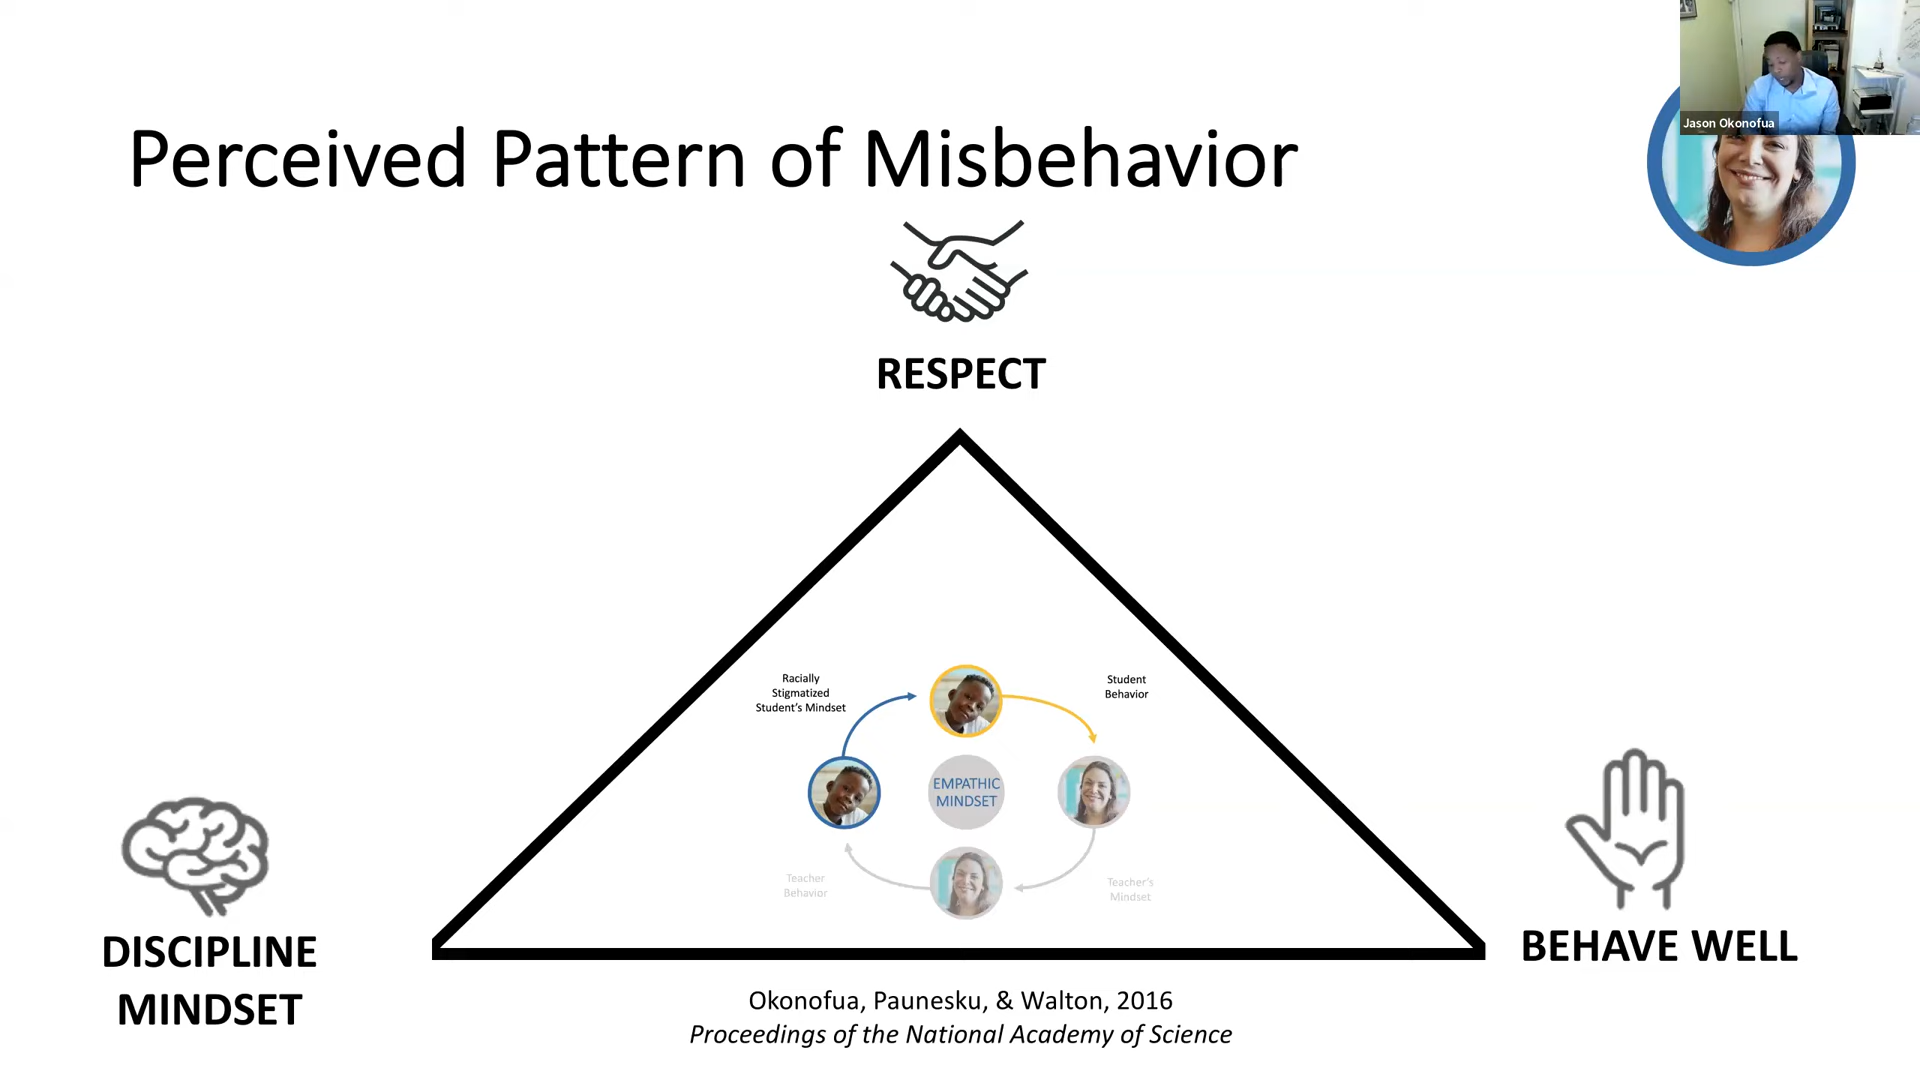 Jason Okonofua
Perceived Pattern of Misbehavior
RESPECT
Racially
Stigmatized
Student's Mindset
Student
Behavior
EMPATHIC
MINDSET
Teacher
Behavior
Teacher's
Mindset
DISCIPLINE
MINDSET
BEHAVE WELL
Okonofua, Paunesku, & Walton, 2016
Proceedings of the National Academy of Science